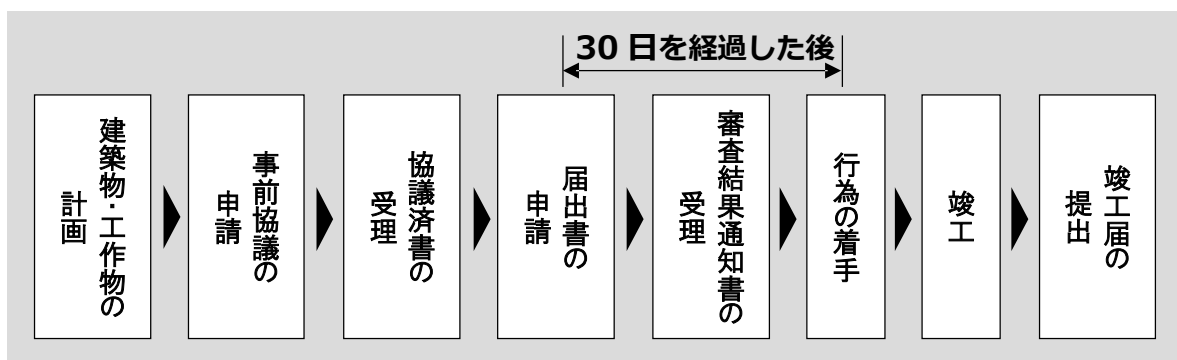 30 日を経過した後
建築物・工作物の
計画
事前協議の
申請
協議済書の
受理
届出書の
申請
審査結果通知書の
受理
行為の着手
竣工
竣工届の
提出